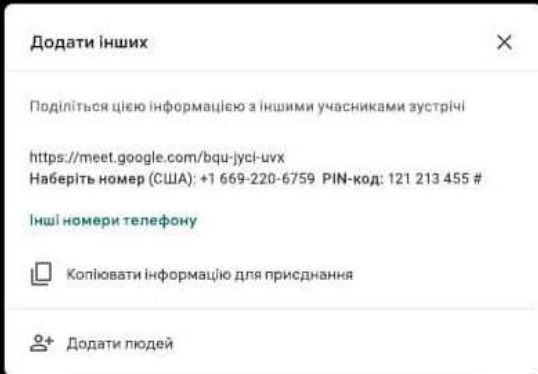 Додати інших
Поділіться цією інформацією з іншими учасниками зустрічі
https://meet.google.com/bqu-jyci-uvx
Наберіть номер (США): +1 669-220-6759 PIN-код: 121 213 455 #
Інші номери телефону
Копіювати інформацію для приєднання
Додати людей